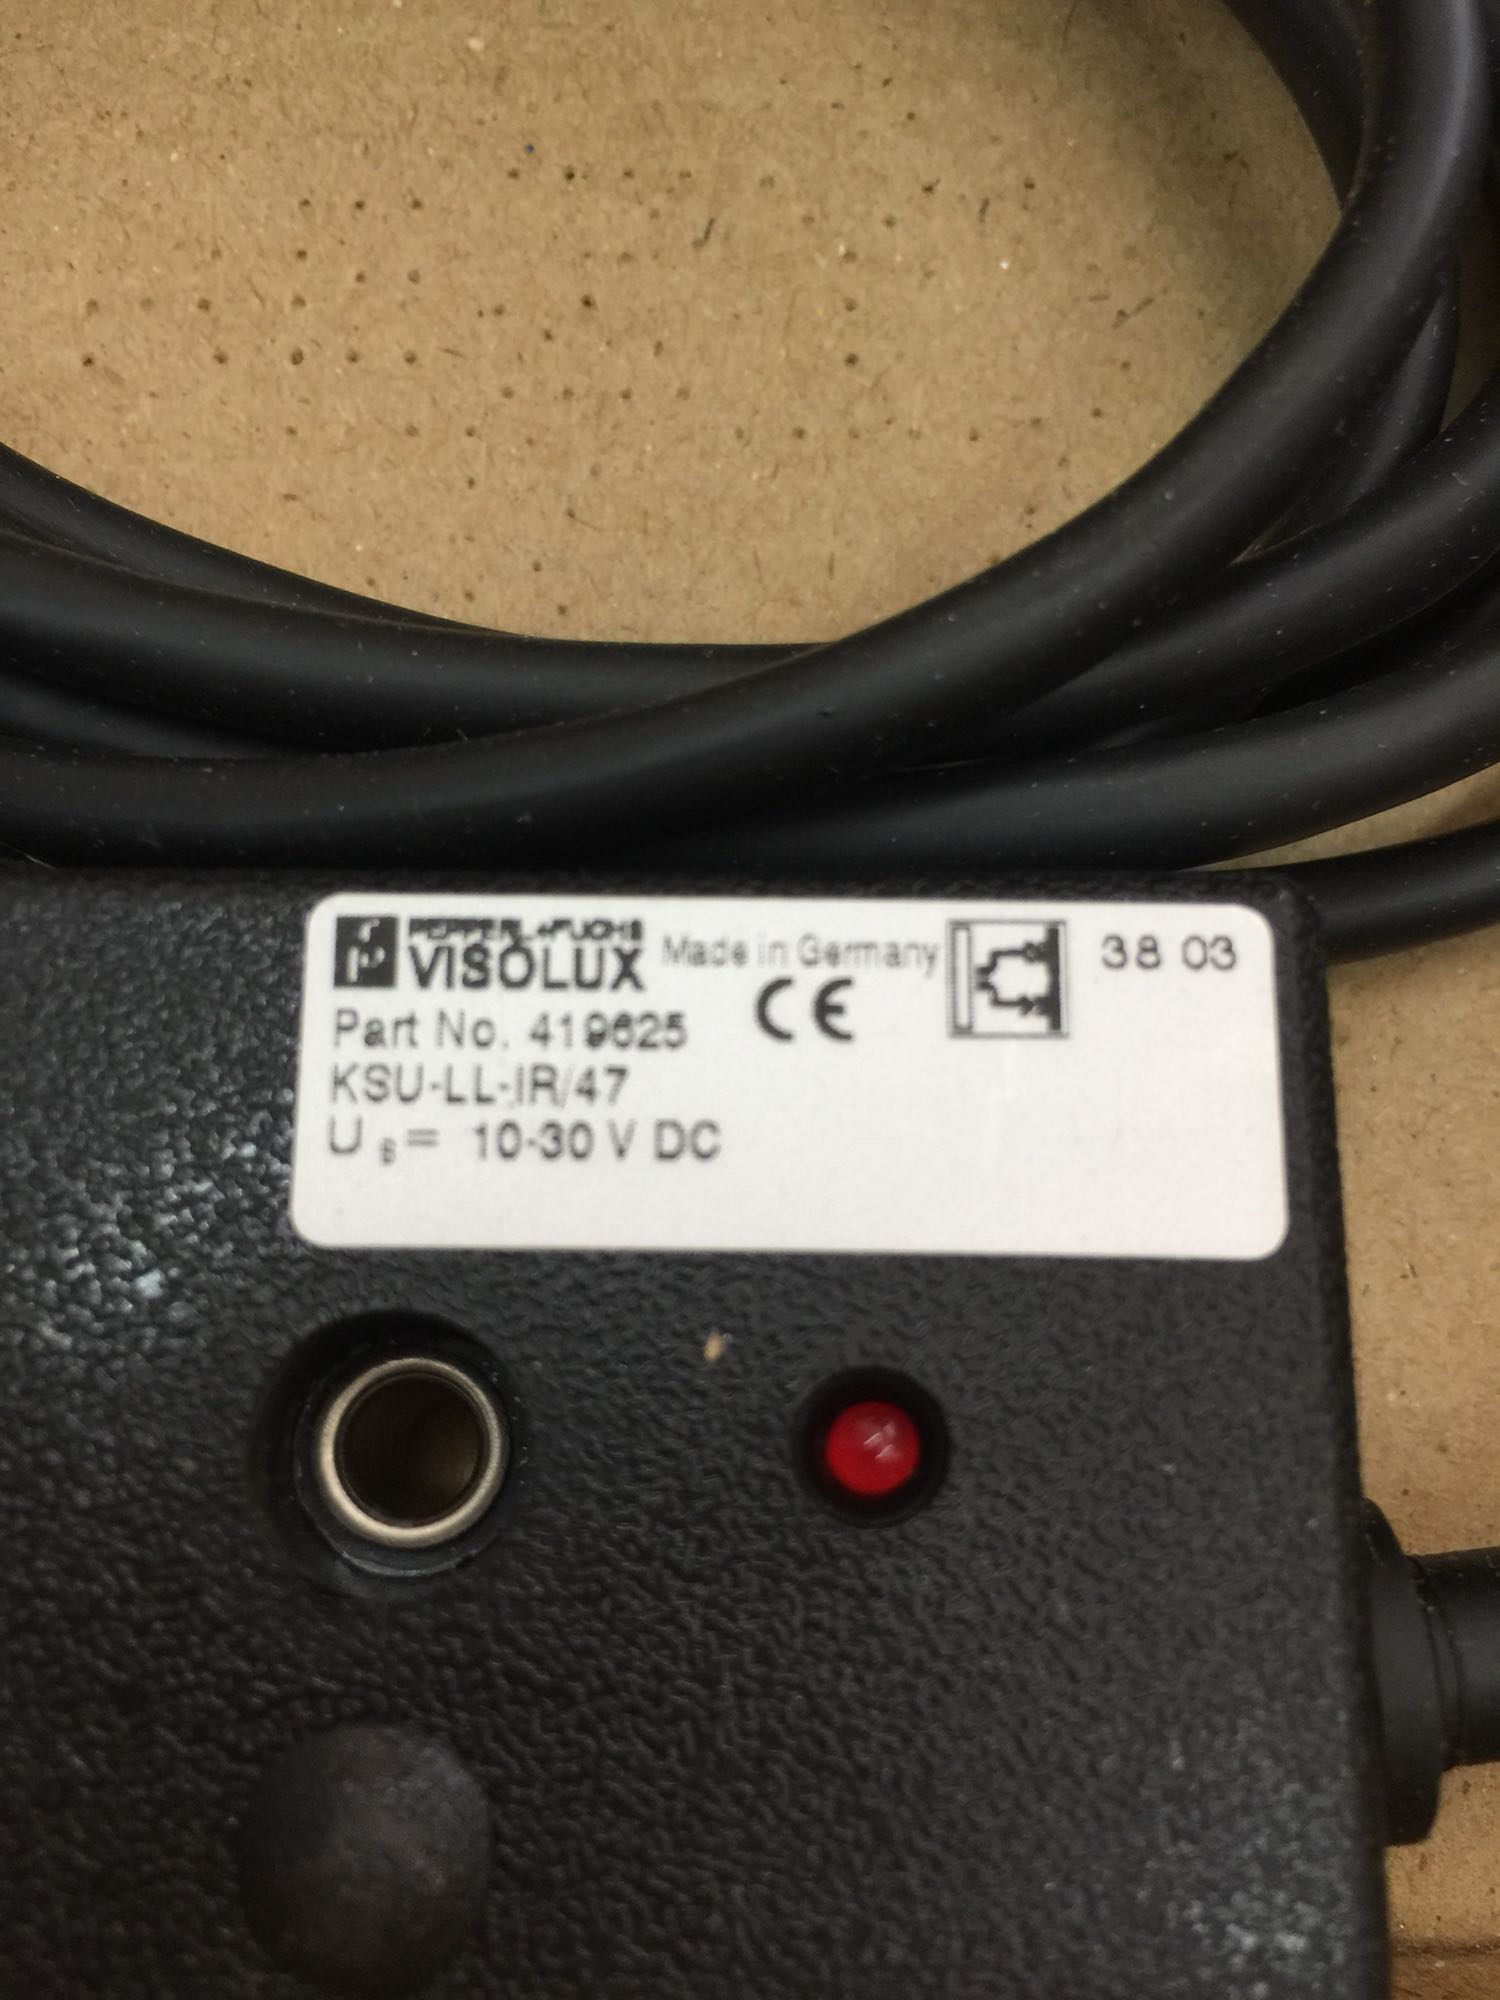 PEPPERL+FUCHS
VISOLUX Made in Germany 38 03
CE
Part No. 419625
KSU-LL-IR/47
U B = 10-30 V DC